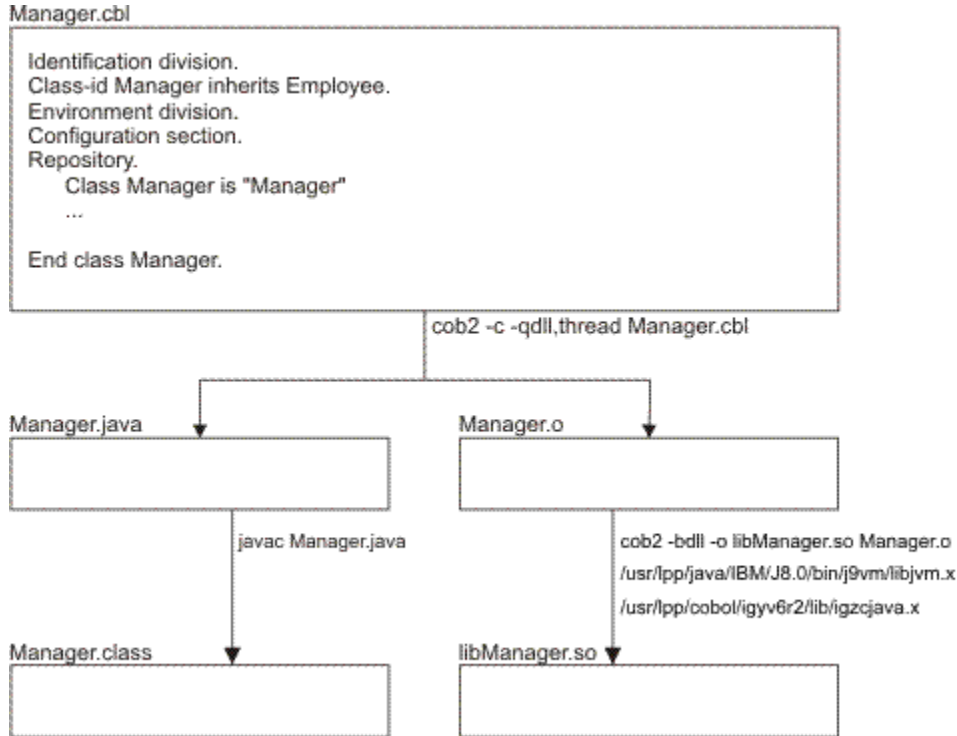 Manager.cbl
Identification division.
Class-id Manager inherits Employee.
Environment division.
Configuration section.
Repository.
Class Manager is "Manager"
...
End class Manager.
cob2 -c -qdll,thread Manager.cbl
Manager.java
Manager.o
javac Manager.java
cob2 -bdll -o libManager.so Manager.o
/usr/lpp/java/IBM/J8.0/bin/j9vm/libjvm.x
/usr/lpp/cobol/igyv6r2/lib/igzcjava.x
Manager.class
libManager.so